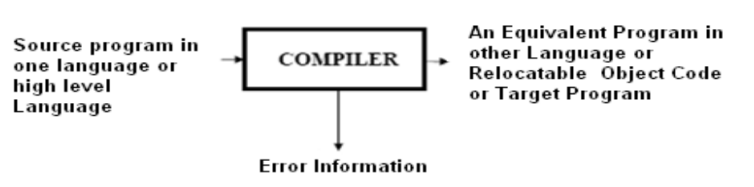 Source program in
one language or
high level
Language
COMPILER
An Equivalent Program in
other Language or
Relocatable Object Code
or Target Program
Error Information